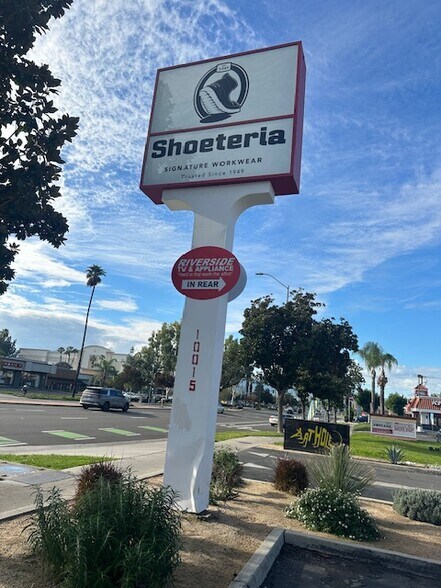 Shoeteria
SIGNATURE WORKWEAR
Trusted Since 1949
RIVERSIDE
TV & APPLIANCE
IN REAR
10015